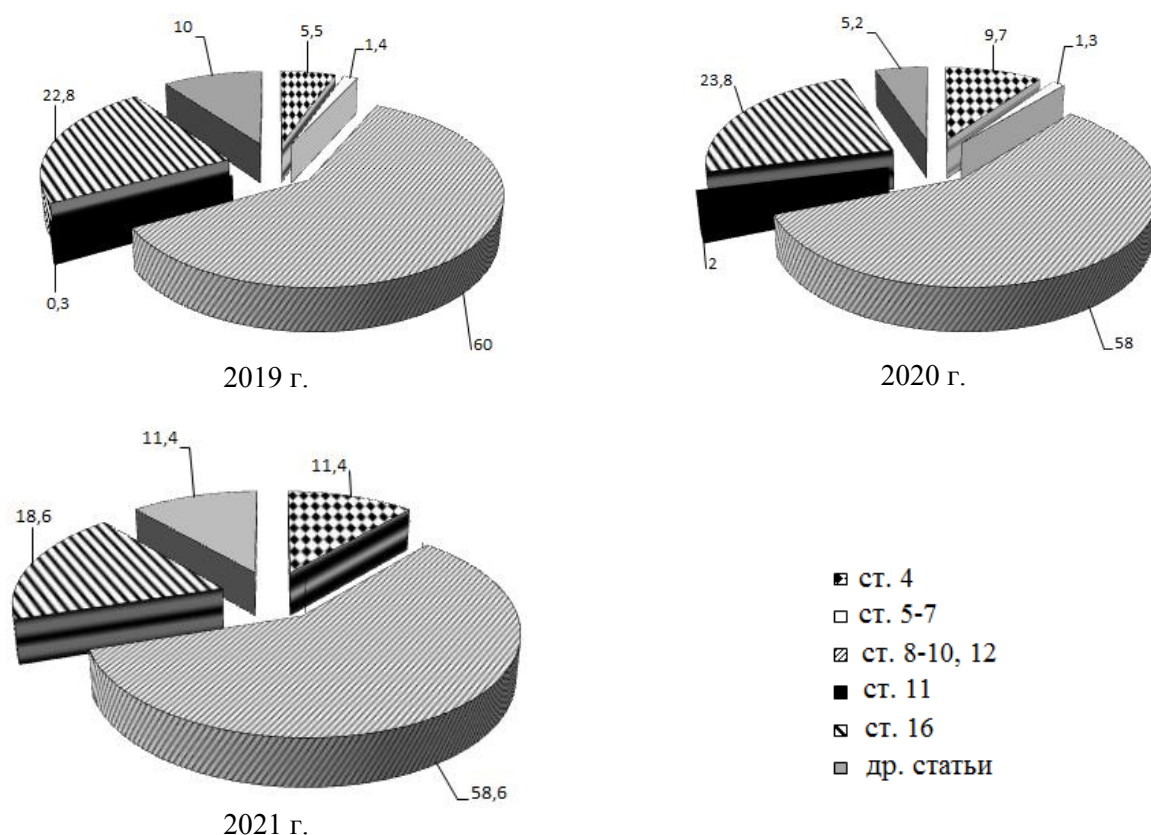 10
5,5
1,4
22,8
0,3
60
2019 г.
5,2
9,7
1,3
23,8
2
58
2020 г.
11,4
11,4
18,6
58,6
2021 г.
ст. 4
ст. 5-7
ст. 8-10, 12
ст. 11
ст. 16
др. статьи